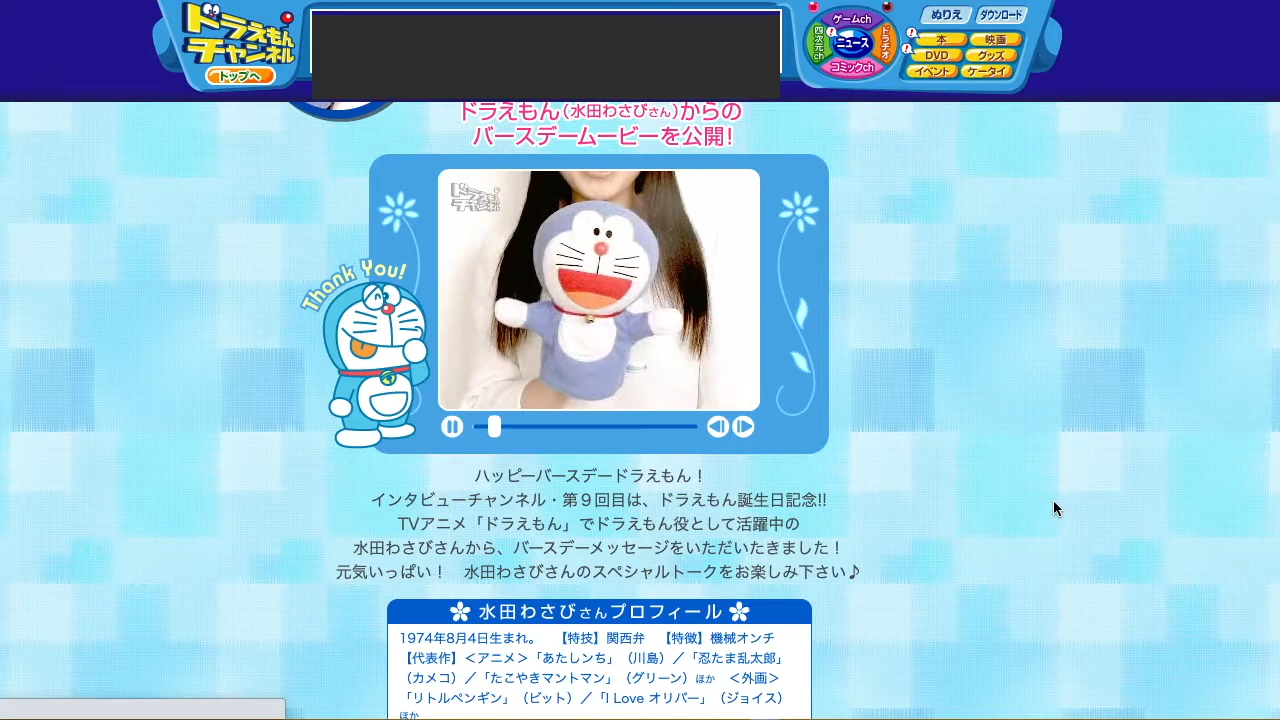 ドラえもん
チャンネル
トップへ
ゲームch
四次元ch
ニュース
ドラチオ
コミックch
ぬりえ
ダウンロード
本
映画
DVD
グッズ
イベント
ケータイ
ドラえもん（水田わさびさん）からの
バースデームービーを公開！
ドラえもん
チャンネル
Thank You!
ハッピーバースデードラえもん！
インタビューチャンネル・第９回目は、ドラえもん誕生日記念!!
TVアニメ「ドラえもん」でドラえもん役として活躍中の
水田わさびさんから、バースデーメッセージをいただいたきました！
元気いっぱい！　水田わさびさんのスペシャルトークをお楽しみ下さい♪
水田わさびさんプロフィール
1974年8月4日生まれ。　【特技】関西弁　【特徴】機械オンチ
【代表作】＜アニメ＞「あたしンち」（川島）／「忍たま乱太郎」
（カメコ）／「たこやきマントマン」（グリーン）ほか　＜外画＞
「リトルペンギン」（ビット）／「I Love オリバー」（ジョイス）
ほか